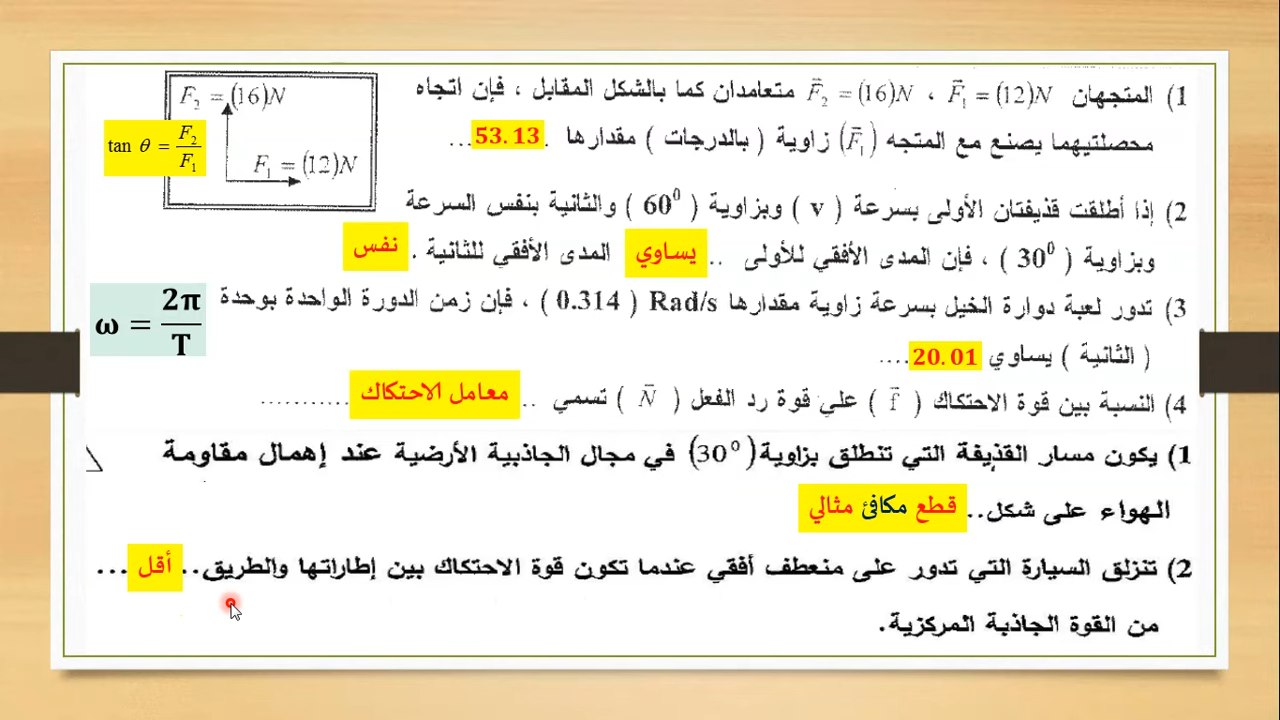 1) المتجهان F₁ = (12)N ، F₂ = (16)N متعامدان كما بالشكل المقابل ، فإن اتجاه
محصلتيهما يصنع مع المتجه (F₁) زاوية ( بالدرجات ) مقدارها .53.13...
F₂ = (16)N
F₁ = (12)N
tan θ = F₂/F₁
2) إذا أطلقت قذيفتان الأولى بسرعة ( v ) وبزاوية ( 60⁰ ) والثانية بنفس السرعة
وبزاوية ( 30⁰ ) ، فإن المدى الأفقي للأولى .. يساوي المدى الأفقي للثانية . نفس
3) تدور لعبة دوارة الخيل بسرعة زاوية مقدارها Rad/s ( 0.314 ) ، فإن زمن الدورة الواحدة بوحدة
( الثانية ) يساوي 20.01....
ω = 2π/T
4) النسبة بين قوة الاحتكاك ( f ) على قوة رد الفعل ( N ) تسمي .. معامل الاحتكاك ...........
1) يكون مسار القذيفة التي تنطلق بزاوية (30⁰) في مجال الجاذبية الأرضية عند إهمال مقاومة
الهواء على شكل.. قطع مكافئ مثالي
2) تنزلق السيارة التي تدور على منعطف أفقي عندما تكون قوة الاحتكاك بين إطاراتها والطريق.. أقل ...
من القوة الجاذبة المركزية.